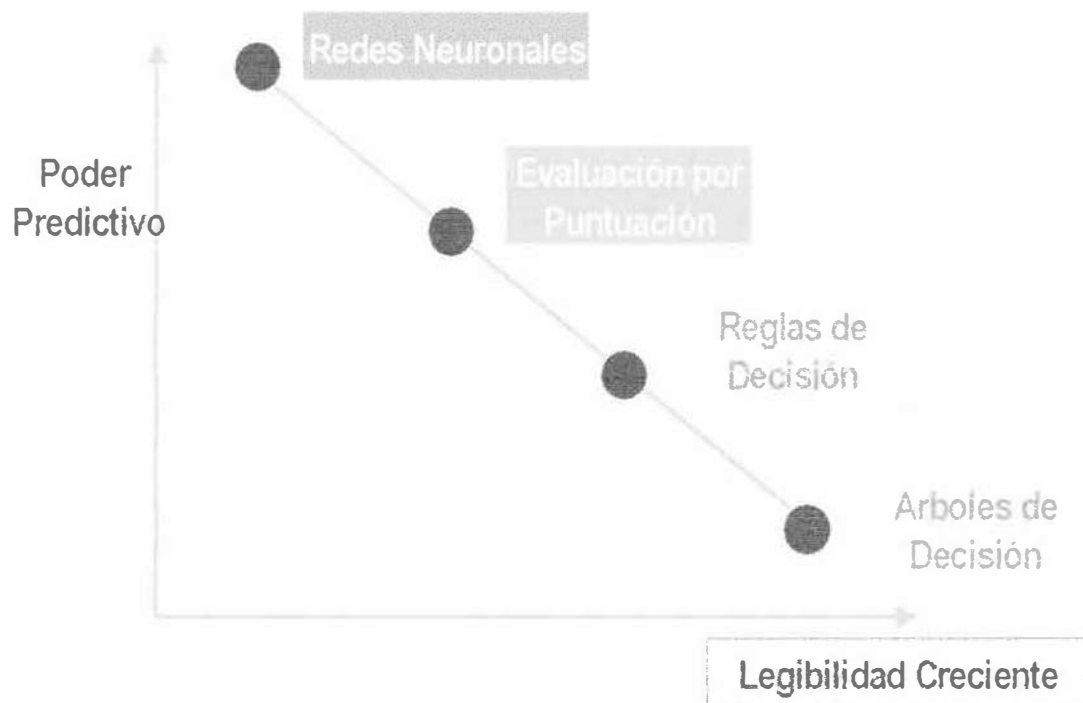 Redes Neuronales
Poder
Predictivo
Evaluación por
Puntuación
Reglas de
Decisión
Arboles de
Decisión
Legibilidad Creciente